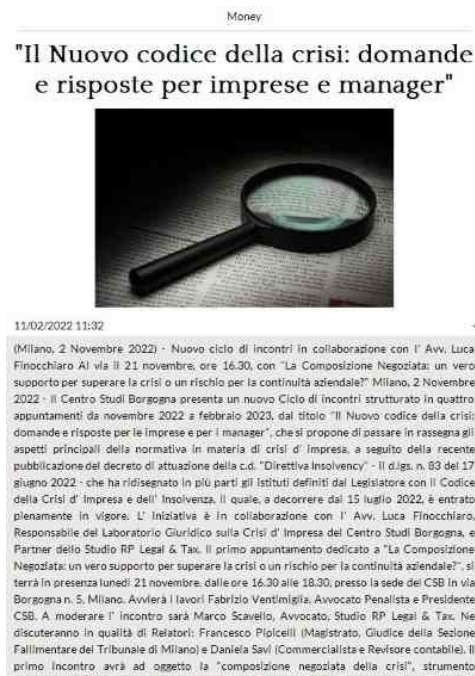 Money
"Il Nuovo codice della crisi: domande
e risposte per imprese e manager"
11/02/2022 11:32
(Milano, 2 Novembre 2022) - Nuovo ciclo di incontri in collaborazione con l' Avv. Luca
Finocchiaro Al via il 21 novembre, ore 16.30, con "La Composizione Negoziata: un vero
supporto per superare la crisi o un rischio per la continuità aziendale?" Milano, 2 Novembre
2022 - Il Centro Studi Borgogna presenta un nuovo Ciclo di incontri strutturato in quattro
appuntamenti da novembre 2022 a febbraio 2023, dal titolo "Il Nuovo codice della crisi:
domande e risposte per le imprese e per i manager", che si propone di passare in rassegna gli
aspetti principali della normativa in materia di crisi d' impresa, a seguito della recente
pubblicazione del decreto di attuazione della c.d. "Direttiva Insolvency" - il d.lgs. n. 83 del 17
giugno 2022 - che ha ridisegnato in più parti gli istituti definiti dal Legislatore con il Codice
della Crisi d' Impresa e dell' Insolvenza, il quale, a decorrere dal 15 luglio 2022, è entrato
pienamente in vigore. L' iniziativa è in collaborazione con l' Avv. Luca Finocchiaro,
Responsabile del Laboratorio Giuridico sulla Crisi d' Impresa del Centro Studi Borgogna, e
Partner dello Studio RP Legal & Tax. Il primo appuntamento dedicato a "La Composizione
Negoziata: un vero supporto per superare la crisi o un rischio per la continuità aziendale?", si
terrà in presenza lunedì 21 novembre, dalle ore 16.30 alle 18.30, presso la sede del CSB in via
Borgogna n. 5, Milano. Avvierà i lavori Fabrizio Ventimiglia, Avvocato Penalista e Presidente
CSB. A moderare l' incontro sarà Marco Scavello, Avvocato, Studio RP Legal & Tax. Ne
discuteranno in qualità di Relatori: Francesco Pipicelli (Magistrato, Giudice della Sezione
Fallimentare del Tribunale di Milano) e Daniela Savi (Commercialista e Revisore contabile). Il
primo incontro avrà ad oggetto la "composizione negoziata della crisi", strumento